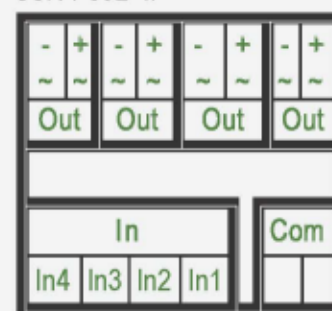 - + - + - + - +
~ ~ ~ ~ ~ ~ ~ ~
Out Out Out Out
In Com
In4 In3 In2 In1